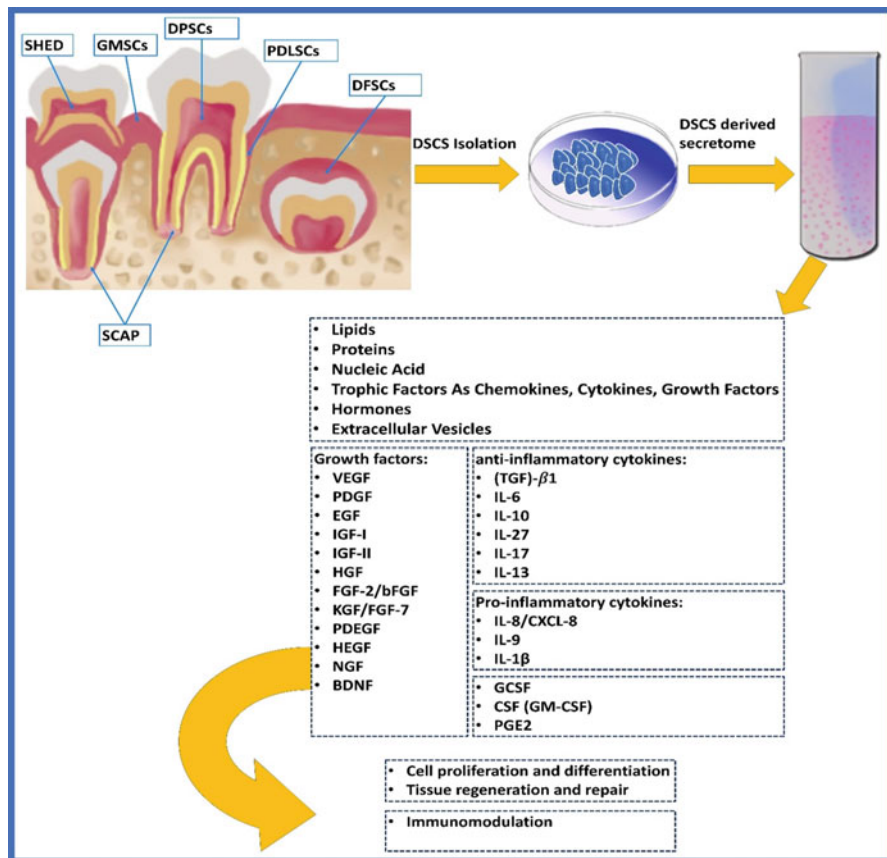 SHED
GMSCs
DPSCs
PDLSCs
DFSCs
SCAP
DSCS Isolation
DSCS derived
secretome
• Lipids
• Proteins
• Nucleic Acid
• Trophic Factors As Chemokines, Cytokines, Growth Factors
• Hormones
• Extracellular Vesicles
Growth factors:
• VEGF
• PDGF
• EGF
• IGF-I
• IGF-II
• HGF
• FGF-2/bFGF
• KGF/FGF-7
• PDEGF
• HEGF
• NGF
• BDNF
anti-inflammatory cytokines:
• (TGF)-β1
• IL-6
• IL-10
• IL-27
• IL-17
• IL-13
Pro-inflammatory cytokines:
• IL-8/CXCL-8
• IL-9
• IL-1β
• GCSF
• CSF (GM-CSF)
• PGE2
• Cell proliferation and differentiation
• Tissue regeneration and repair
• Immunomodulation